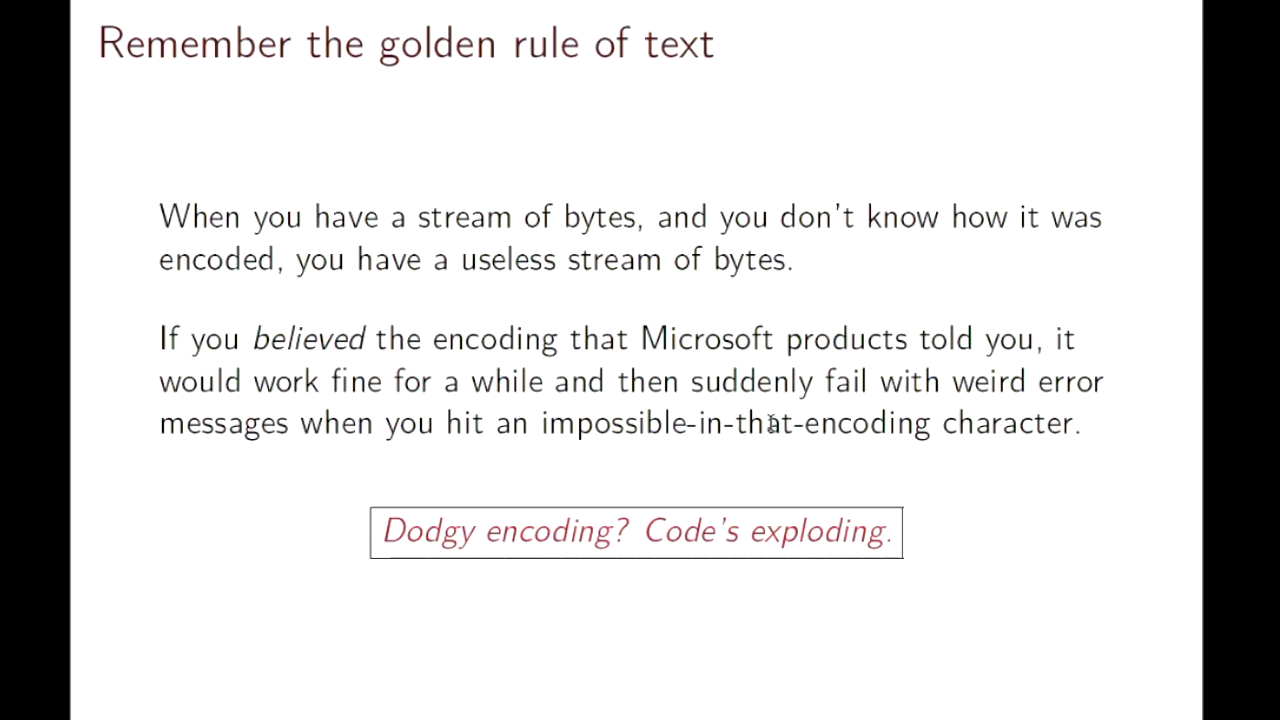 Remember the golden rule of text
When you have a stream of bytes, and you don't know how it was
encoded, you have a useless stream of bytes.
If you believed the encoding that Microsoft products told you, it
would work fine for a while and then suddenly fail with weird error
messages when you hit an impossible-in-that-encoding character.
Dodgy encoding? Code's exploding.